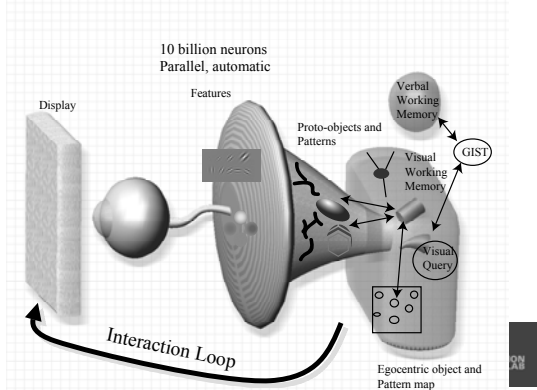 10 billion neurons
Parallel, automatic
Features
Display
Proto-objects and
Patterns
Verbal
Working
Memory
GIST
Visual
Working
Memory
Visual
Query
Interaction Loop
Egocentric object and
Pattern map
LAB